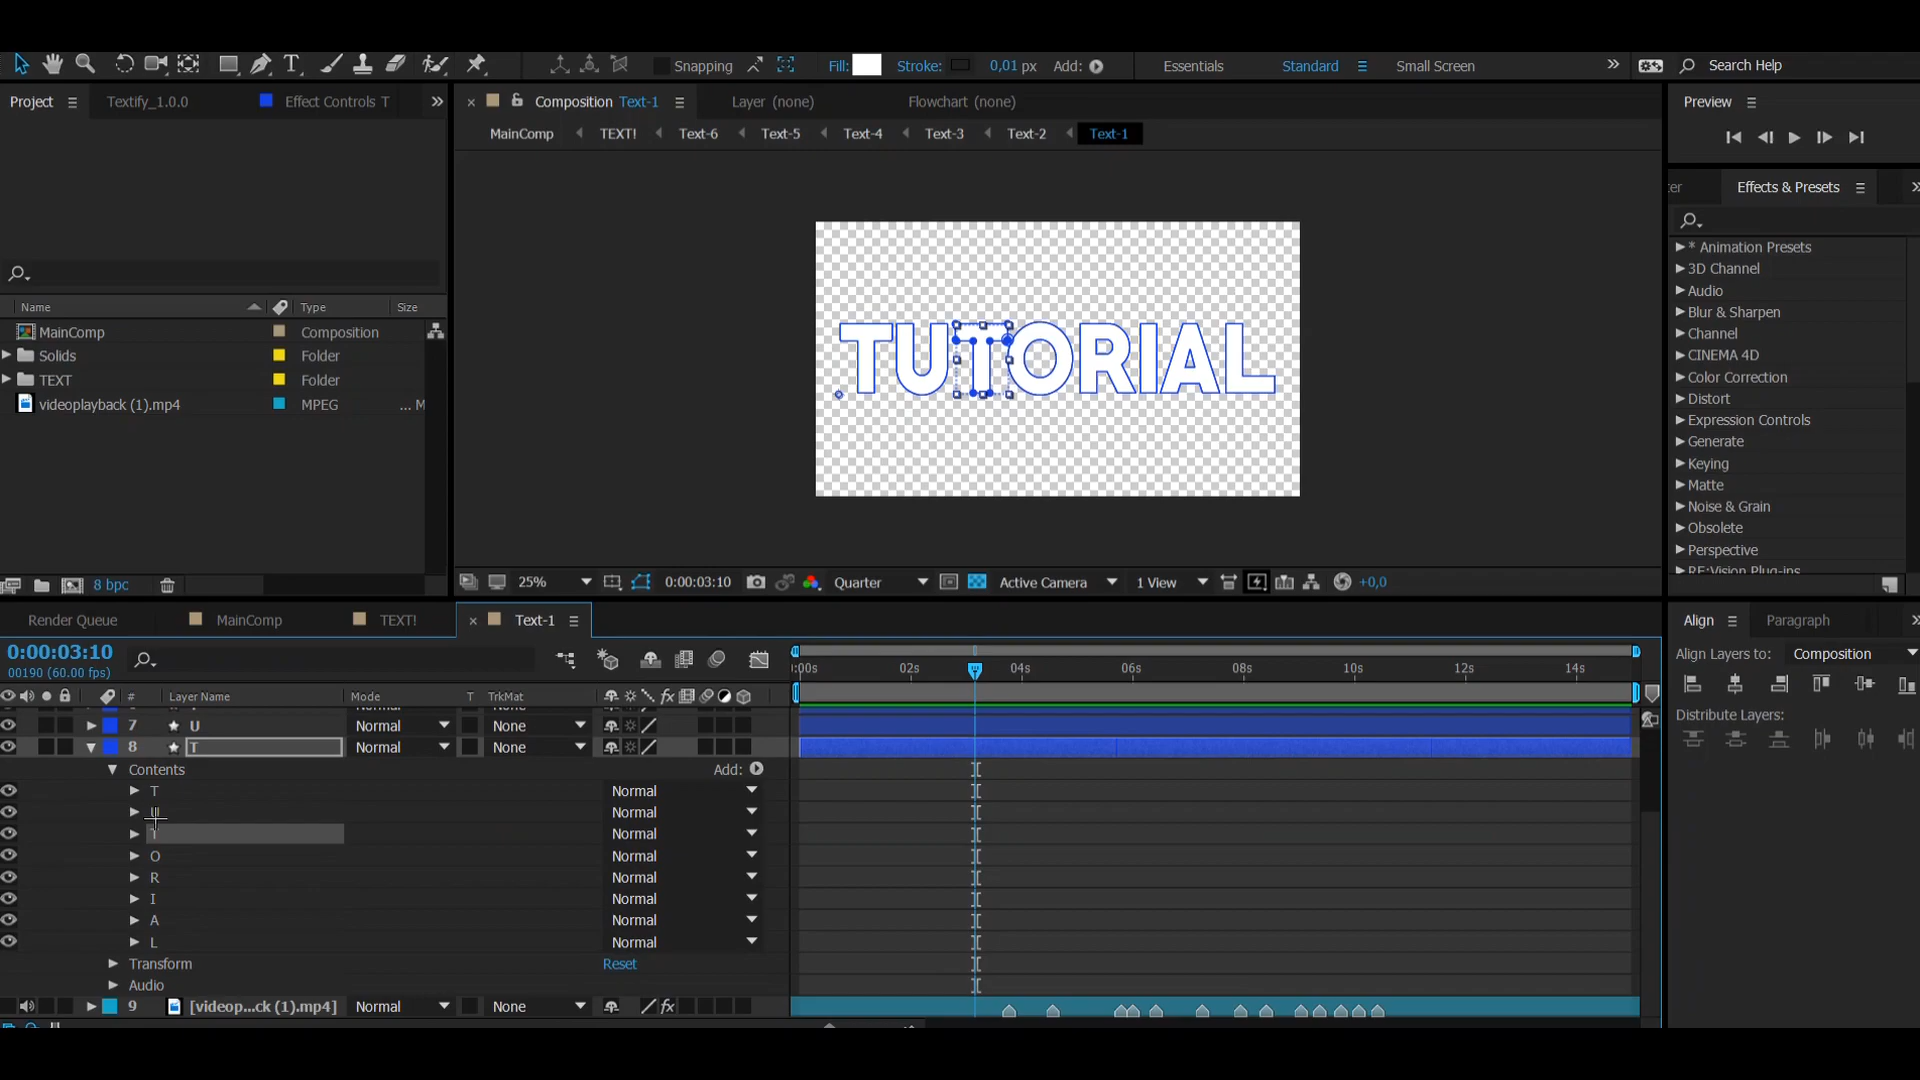 Snapping
Fill:
Stroke:
0,01 px
Add:
Essentials
Standard
Small Screen
Search Help
Project
Textify_1.0.0
Effect Controls T
Composition Text-1
Layer (none)
Flowchart (none)
Preview
MainComp
TEXT!
Text-6
Text-5
Text-4
Text-3
Text-2
Text-1
Effects & Presets
* Animation Presets
3D Channel
Audio
Blur & Sharpen
Channel
CINEMA 4D
Color Correction
Distort
Expression Controls
Generate
Keying
Matte
Noise & Grain
Obsolete
Perspective
RE:Vision Plug-ins
Name
Type
Size
MainComp
Composition
Solids
Folder
TEXT
Folder
videoplayback (1).mp4
MPEG
... M
TUTORIAL
8 bpc
25%
0:00:03:10
Quarter
Active Camera
1 View
+0,0
Render Queue
MainComp
TEXT!
Text-1
Align
Paragraph
0:00:03:10
00190 (60.00 fps)
:00s
02s
04s
06s
08s
10s
12s
14s
Align Layers to:
Composition
Distribute Layers:
#
Layer Name
Mode
T
TrkMat
7
U
Normal
None
8
T
Normal
None
Contents
Add:
T
Normal
U
Normal
T
Normal
O
Normal
R
Normal
I
Normal
A
Normal
L
Normal
Transform
Reset
Audio
9
[videop...ck (1).mp4]
Normal
None